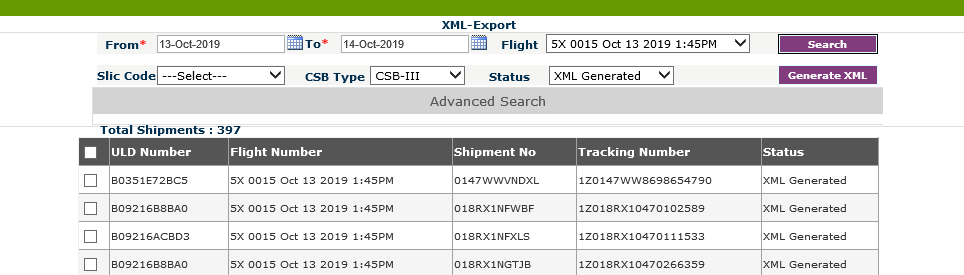 XML-Export
From* 13-Oct-2019 To* 14-Oct-2019 Flight 5X 0015 Oct 13 2019 1:45PM Search
Slic Code ---Select--- CSB Type CSB-III Status XML Generated Generate XML
Advanced Search
Total Shipments : 397
ULD Number Flight Number Shipment No Tracking Number Status
B0351E72BC5 5X 0015 Oct 13 2019 1:45PM 0147WWVNDXL 1Z0147WW8698654790 XML Generated
B09216B8BA0 5X 0015 Oct 13 2019 1:45PM 018RX1NFWBF 1Z018RX10470102589 XML Generated
B09216ACBD3 5X 0015 Oct 13 2019 1:45PM 018RX1NFXLS 1Z018RX10470111533 XML Generated
B09216B8BA0 5X 0015 Oct 13 2019 1:45PM 018RX1NGTJB 1Z018RX10470266359 XML Generated